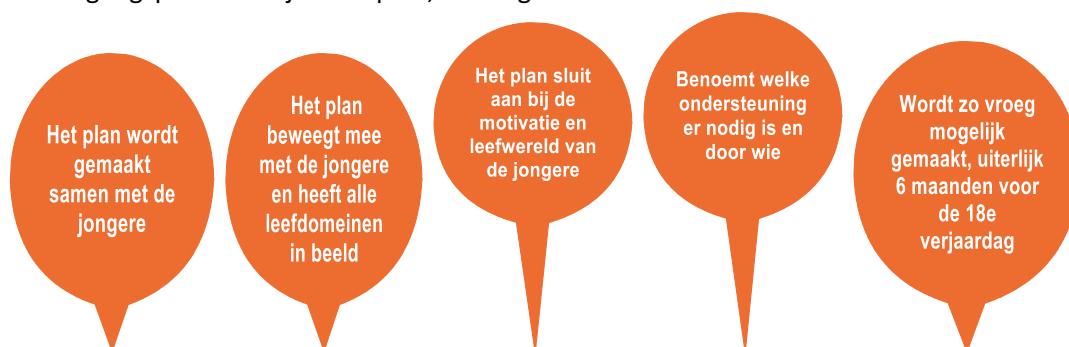 Het plan wordt
gemaakt
samen met de
jongere
Het plan
beweegt mee
met de jongere
en heeft alle
leefdomeinen
in beeld
Het plan sluit
aan bij de
motivatie en
leefwereld van
de jongere
Benoemt welke
ondersteuning
er nodig is en
door wie
Wordt zo vroeg
mogelijk
gemaakt, uiterlijk
6 maanden voor
de 18e
verjaardag